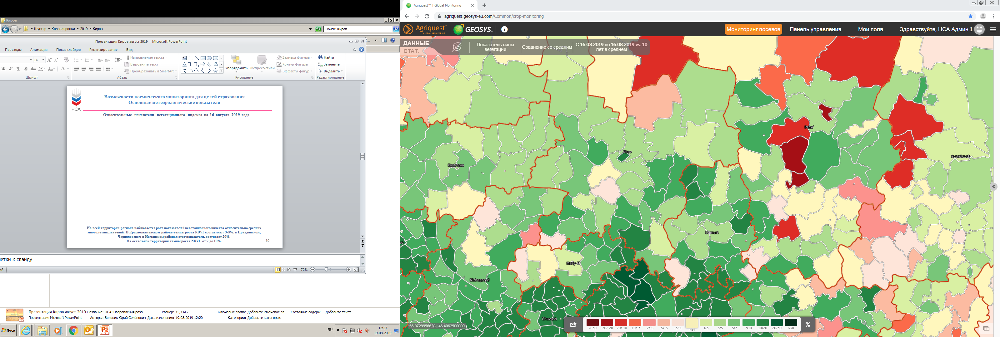 Киров
Шустер
Командировки
2019
Киров
Поиск: Киров
Презентация Киров август 2019 - Microsoft PowerPoint
Переходы
Анимация
Показ слайдов
Рецензирование
Вид
14
Направление текста
Выровнять текст
Преобразовать в SmartArt
Упорядочить
Экспресс-стили
Заливка фигуры
Контур фигуры
Эффекты фигур
Найти
Заменить
Выделить
Шрифт
Абзац
Рисование
Редактирование
НСА
Возможности космического мониторинга для целей страхования
Основные метеорологические показатели
Относительные показатели вегетационного индекса на 16 августа 2019 года
На всей территории региона наблюдается рост показателей вегетационного индекса относительно средних
многолетних значений. В Краснознаменском районе темпы роста NDVI составляют 3-5%, в Правдинском,
Черняховском и Неманском районах этот показатель достигает 20%.
На остальной территории темпы роста NDVI от 7 до 10%.
10
етки к слайду
ий
72%
Презентация Киров август 2019
Название: НСА: Направления разв...
Размер: 15,1 МБ
Ключевые слова: Добавьте ключевое сл...
Состояние содерж...
Добавьте текст
Презентация Microsoft PowerPoint
Авторы: Воловик Юрий Семёнович
Дата изменения: 19.08.2019 12:20
Категории: Добавьте категорию
Пуск
RU
12:57
19.08.2019
Agriquest™ | Global Monitoring
agriquest.geosys-eu.com/Common/crop-monitoring
Agriquest™
GLOBAL MONITORING
GEOSYS
Мониторинг посевов
Панель управления
Мои поля
Здравствуйте, НСА Админ 1
ДАННЫЕ
СТАТ.
Показатель силы
вегетации
Сравнение со средним
С 16.08.2019 по 16.08.2019 vs. 10
лет в среднем
Perm'
Kirov
Sverdlovsk
Kostroma
Udmurt
vo
Mariy-El
Nizhegorod
Chuvash
56.8729956638 | 46.4062500000
<-30
-30/-20
-20/-10
-10/-7
-7/-5
-5/-3
-3/-1
-1/1
1/3
3/5
5/7
7/10
10/20
20/30
>30
%